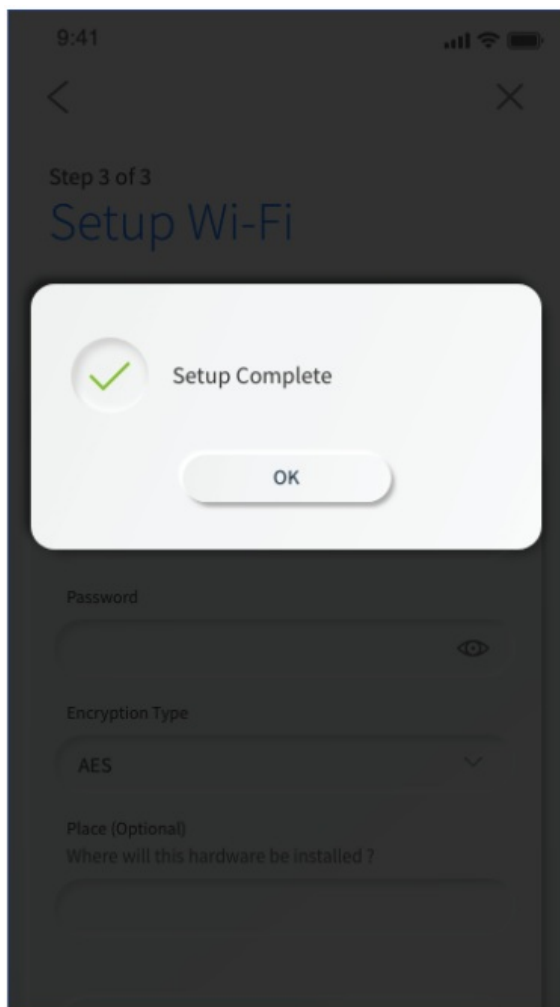 9:41
Step 3 of 3
Setup Wi-Fi
Setup Complete
OK
Password
Encryption Type
AES
Place (Optional)
Where will this hardware be installed ?